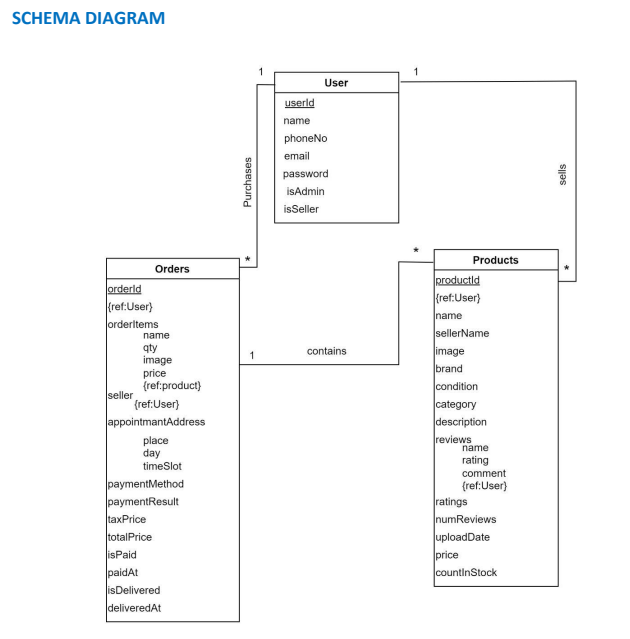 SCHEMA DIAGRAM
1
1
User
userId
name
phoneNo
email
password
isAdmin
isSeller
Purchases
sells
*
*
*
Orders
orderId
{ref:User}
orderItems
name
qty
image
price
{ref:product}
seller
{ref:User}
appointmantAddress
place
day
timeSlot
paymentMethod
paymentResult
taxPrice
totalPrice
isPaid
paidAt
isDelivered
deliveredAt
1
contains
Products
productId
{ref:User}
name
sellerName
image
brand
condition
category
description
reviews
name
rating
comment
{ref:User}
ratings
numReviews
uploadDate
price
countInStock